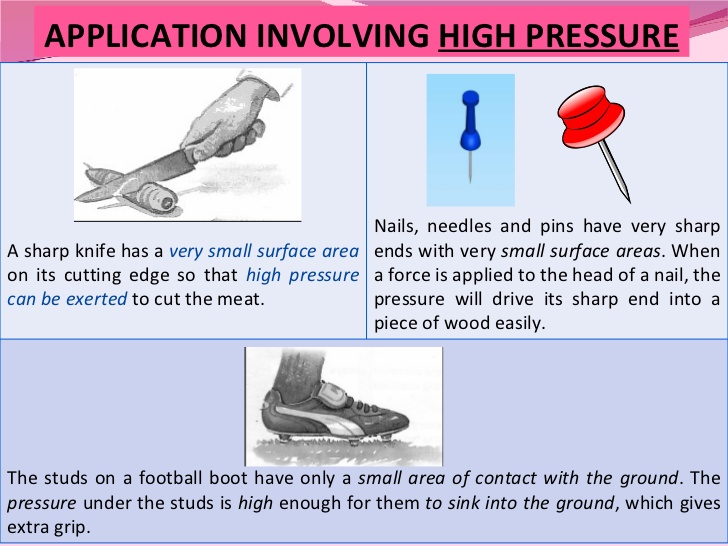 APPLICATION INVOLVING HIGH PRESSURE
A sharp knife has a very small surface area
on its cutting edge so that high pressure
can be exerted to cut the meat.
Nails, needles and pins have very sharp
ends with very small surface areas. When
a force is applied to the head of a nail, the
pressure will drive its sharp end into a
piece of wood easily.
The studs on a football boot have only a small area of contact with the ground. The
pressure under the studs is high enough for them to sink into the ground, which gives
extra grip.